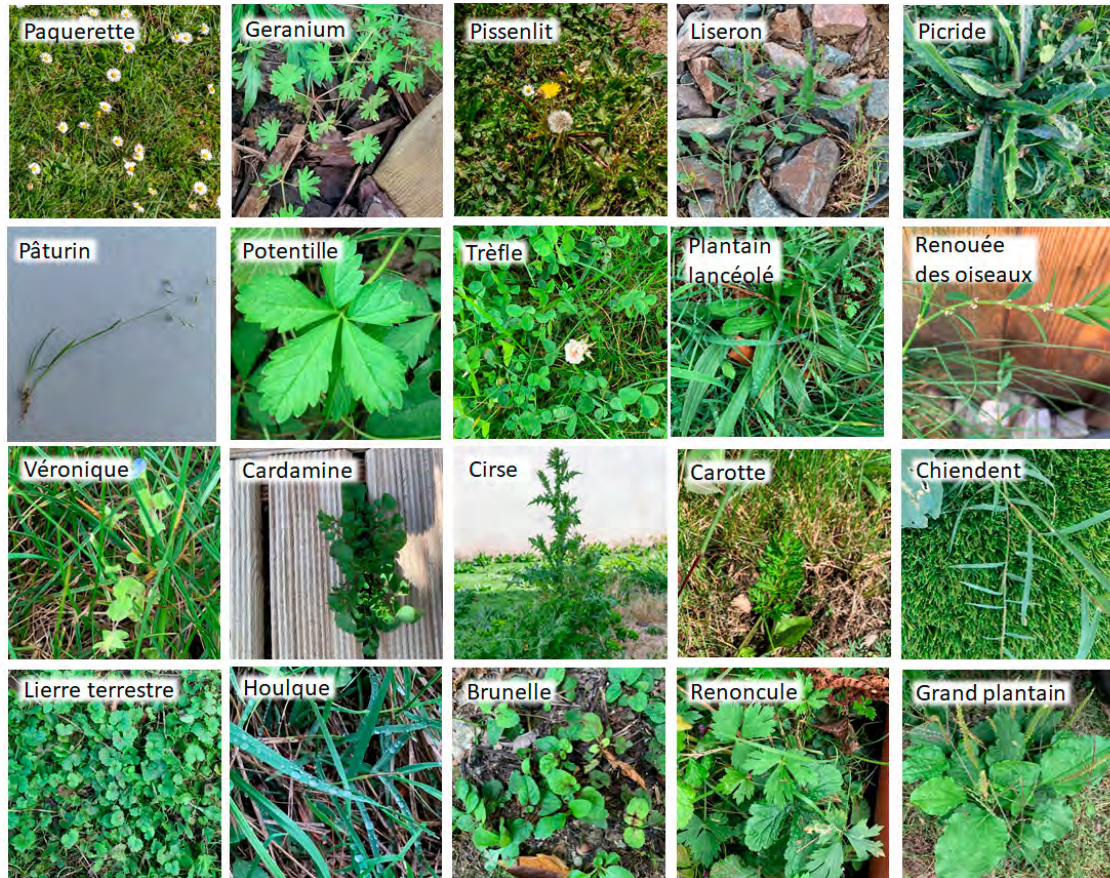 Paquerette
Geranium
Pissenlit
Liseron
Picride
Pâturin
Potentille
Trèfle
Plantain
lancéolé
Renouée
des oiseaux
Véronique
Cardamine
Cirse
Carotte
Chiendent
Lierre terrestre
Houlque
Brunelle
Renoncule
Grand plantain